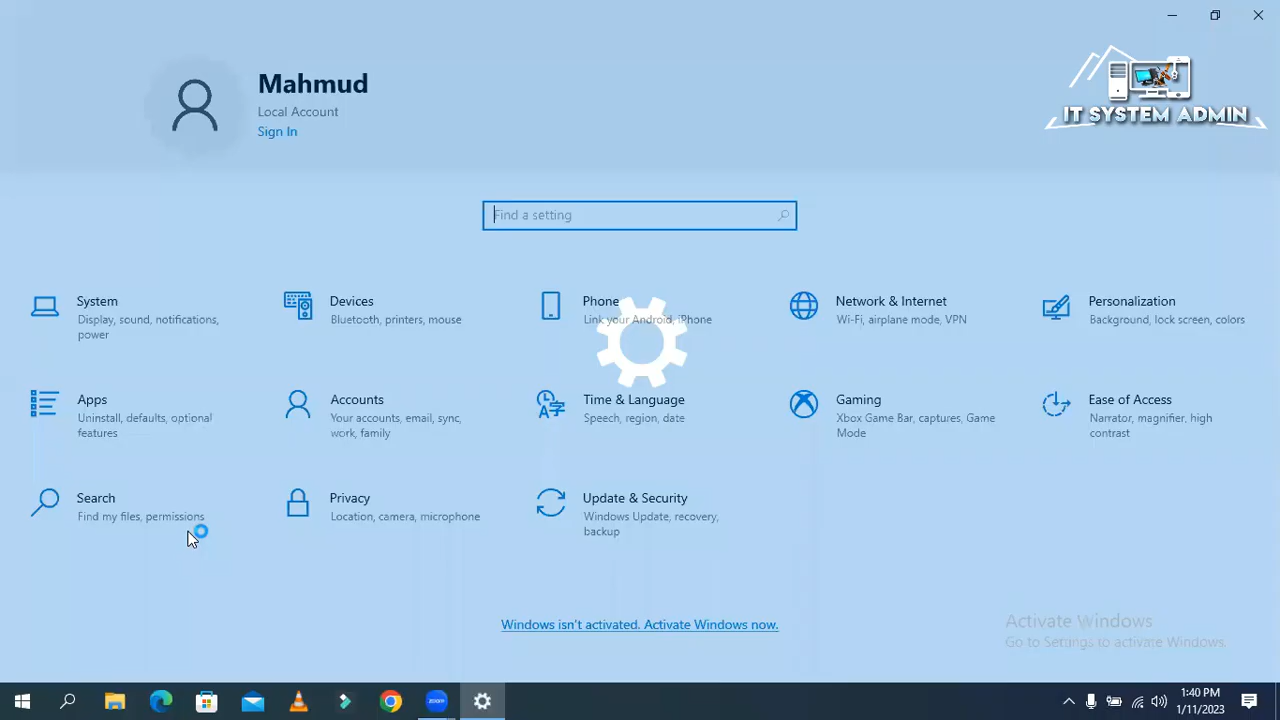 Mahmud
Local Account
Sign In
IT SYSTEM ADMIN
Find a setting
System
Display, sound, notifications,
power
Devices
Bluetooth, printers, mouse
Phone
Link your Android, iPhone
Network & Internet
Wi-Fi, airplane mode, VPN
Personalization
Background, lock screen, colors
Apps
Uninstall, defaults, optional
features
Accounts
Your accounts, email, sync,
work, family
Time & Language
Speech, region, date
Gaming
Xbox Game Bar, captures, Game
Mode
Ease of Access
Narrator, magnifier, high
contrast
Search
Find my files, permissions
Privacy
Location, camera, microphone
Update & Security
Windows Update, recovery,
backup
Windows isn't activated. Activate Windows now.
Activate Windows
Go to Settings to activate Windows.
zoom
1:40 PM
1/11/2023